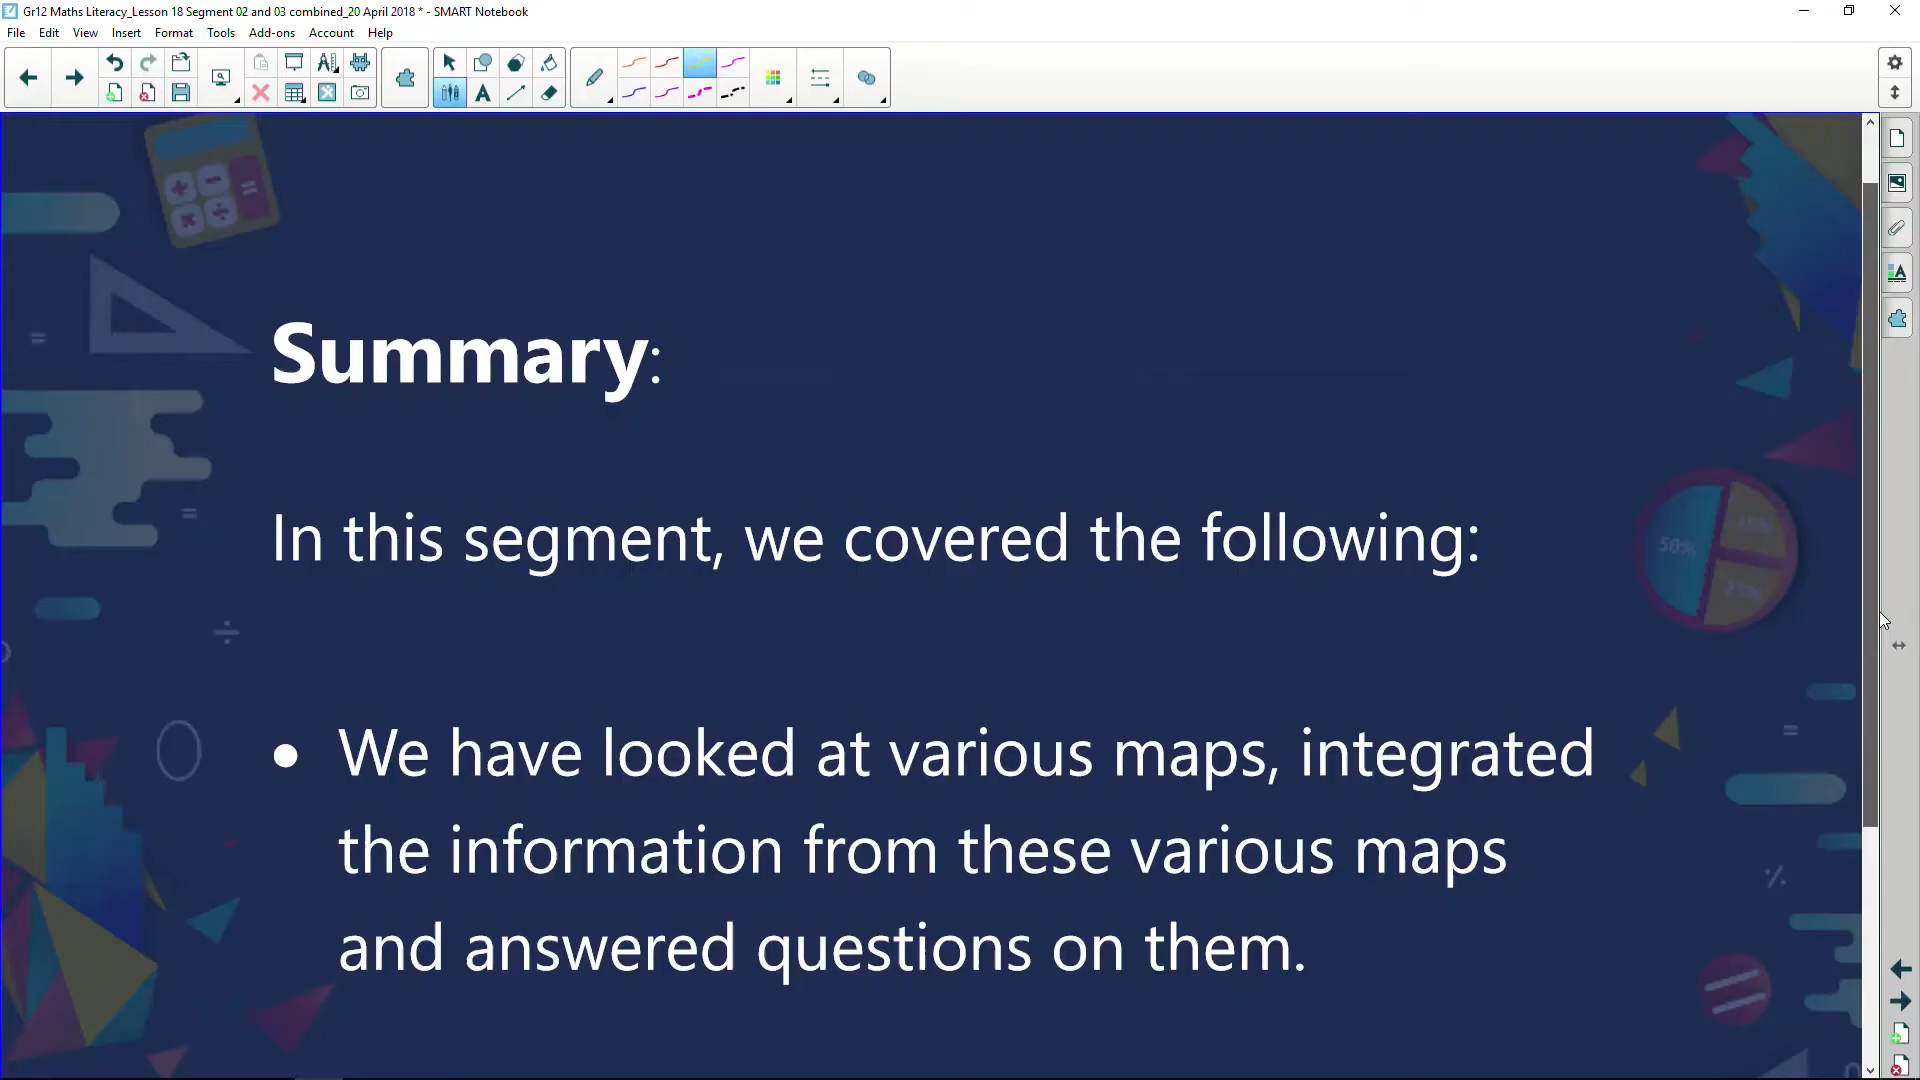 Gr12 Maths Literacy_Lesson 18 Segment 02 and 03 combined_20 April 2018 * - SMART Notebook
File Edit View Insert Format Tools Add-ons Account Help
Summary:
In this segment, we covered the following:
50%
25%
• We have looked at various maps, integrated
the information from these various maps
and answered questions on them.